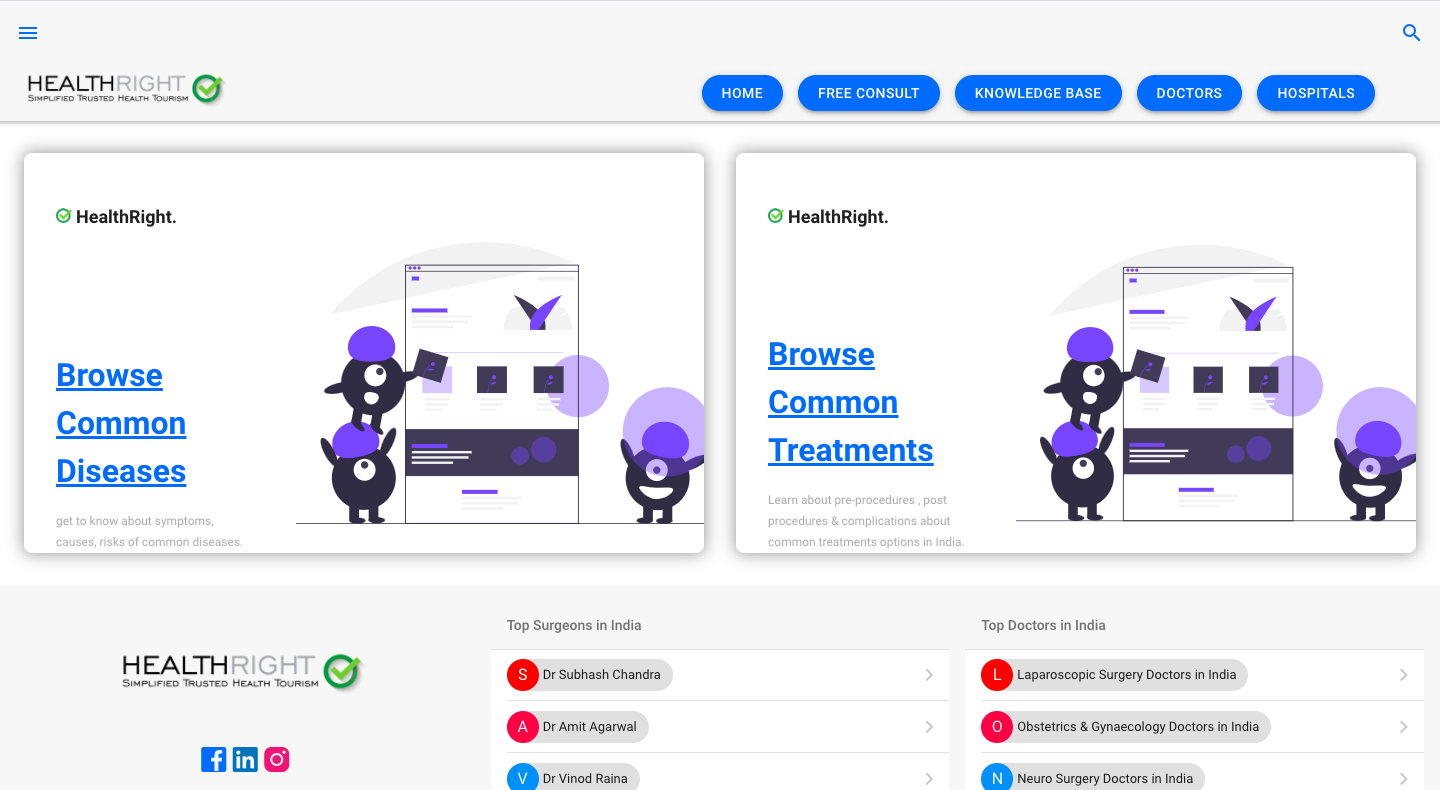 HEALTHRIGHT
SIMPLIFIED TRUSTED HEALTH TOURISM
HOME
FREE CONSULT
KNOWLEDGE BASE
DOCTORS
HOSPITALS
HealthRight.
Browse
Common
Diseases
get to know about symptoms,
causes, risks of common diseases.
HealthRight.
Browse
Common
Treatments
Learn about pre-procedures , post
procedures & complications about
common treatments options in India.
HEALTHRIGHT
SIMPLIFIED TRUSTED HEALTH TOURISM
Top Surgeons in India
S Dr Subhash Chandra
A Dr Amit Agarwal
V Dr Vinod Raina
Top Doctors in India
L Laparoscopic Surgery Doctors in India
O Obstetrics & Gynaecology Doctors in India
N Neuro Surgery Doctors in India